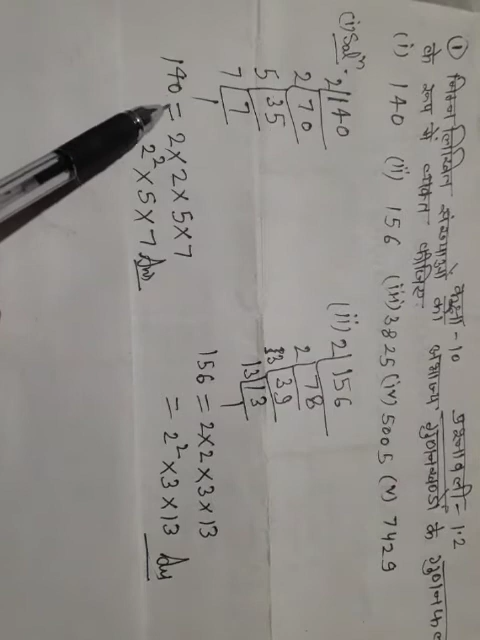 कक्षा - 10 प्रश्नावली = 1.2
① निम्न लिखित संख्याओं को अभाज्य गुणनखण्डों के गुणनफल
के रूप में व्यक्त कीजिए:
(i) 140 (ii) 156 (iii) 3825 (iv) 5005 (v) 7429
(i) Solⁿ - 2 | 140
2 | 70
5 | 35
7 | 7
1
140 = 2×2×5×7
2²×5×7 Ans
(ii) 2 | 156
2 | 78
3 | 39
13 | 13
1
156 = 2×2×3×13
= 2²×3×13 Ans